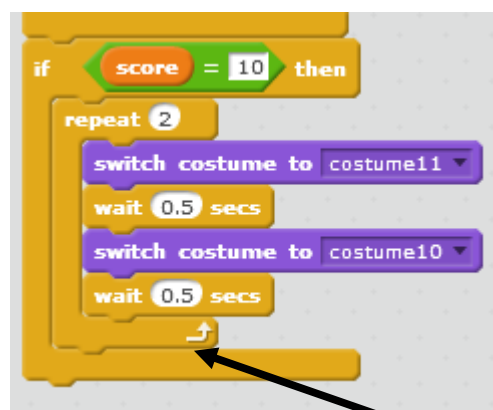 if score = 10 then
repeat 2
switch costume to costume11
wait 0.5 secs
switch costume to costume10
wait 0.5 secs